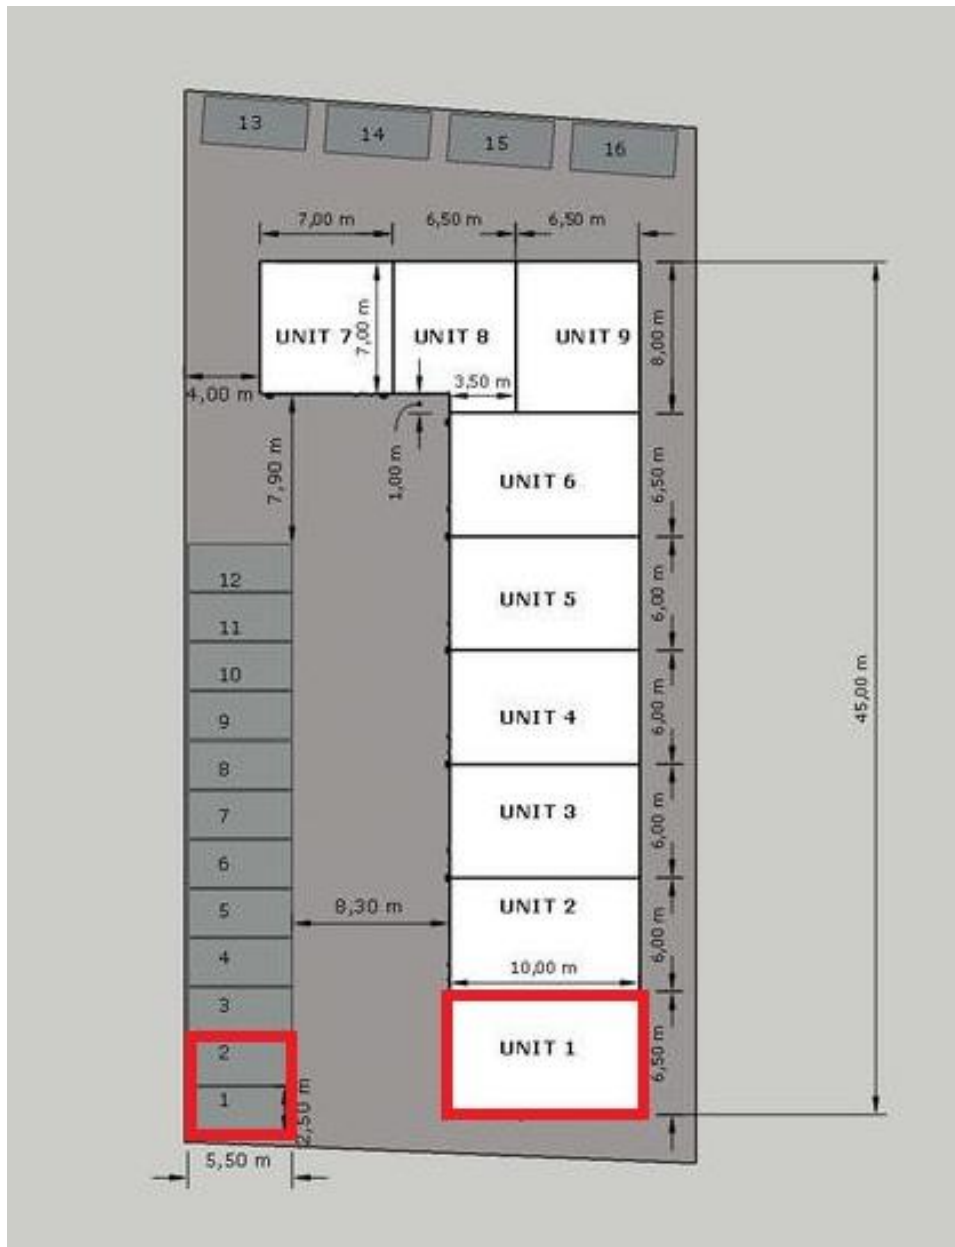 13
14
15
16
7,00 m
6,50 m
6,50 m
UNIT 7
7,00 m
UNIT 8
UNIT 9
8,00 m
4,00 m
3,50 m
7,90 m
1,00 m
UNIT 6
6,50 m
12
UNIT 5
6,00 m
11
10
9
UNIT 4
6,00 m
45,00 m
8
7
UNIT 3
6,00 m
6
5
8,30 m
UNIT 2
6,00 m
4
10,00 m
3
2
UNIT 1
6,50 m
1
2,50 m
5,50 m